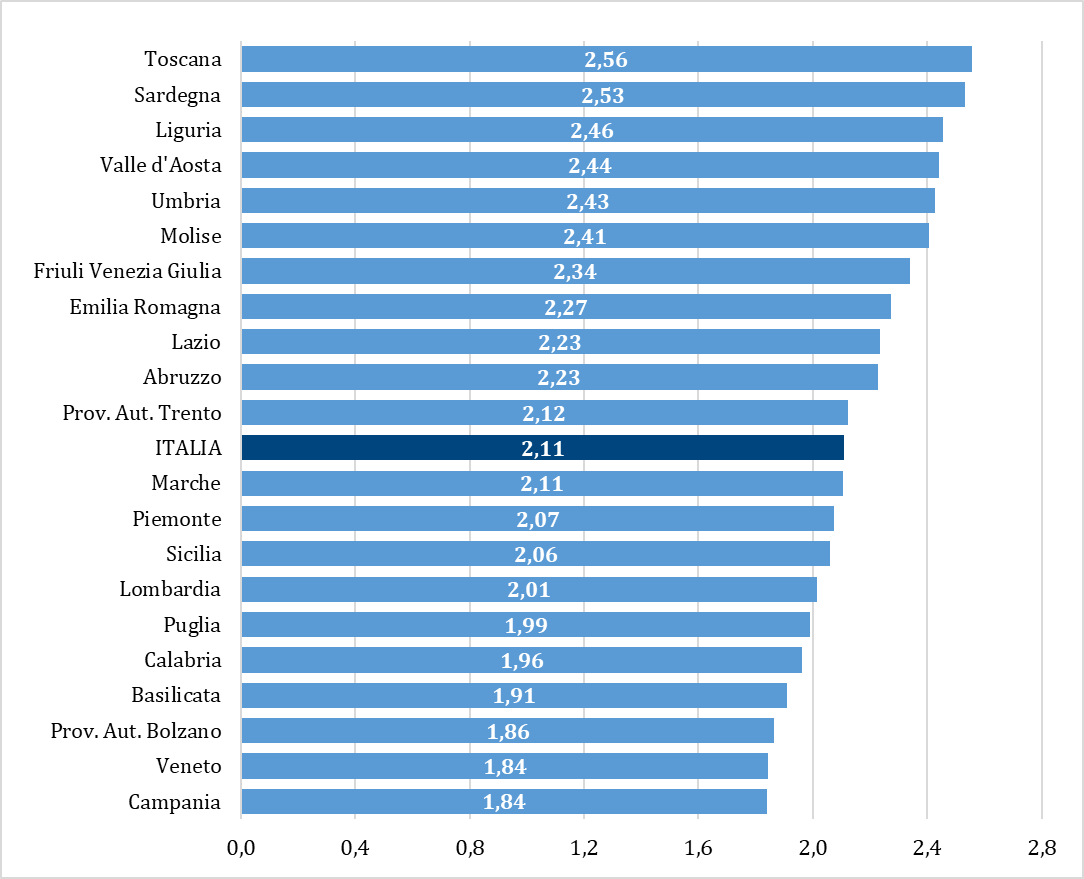 Toscana 2,56
Sardegna 2,53
Liguria 2,46
Valle d'Aosta 2,44
Umbria 2,43
Molise 2,41
Friuli Venezia Giulia 2,34
Emilia Romagna 2,27
Lazio 2,23
Abruzzo 2,23
Prov. Aut. Trento 2,12
ITALIA 2,11
Marche 2,11
Piemonte 2,07
Sicilia 2,06
Lombardia 2,01
Puglia 1,99
Calabria 1,96
Basilicata 1,91
Prov. Aut. Bolzano 1,86
Veneto 1,84
Campania 1,84
0,0 0,4 0,8 1,2 1,6 2,0 2,4 2,8